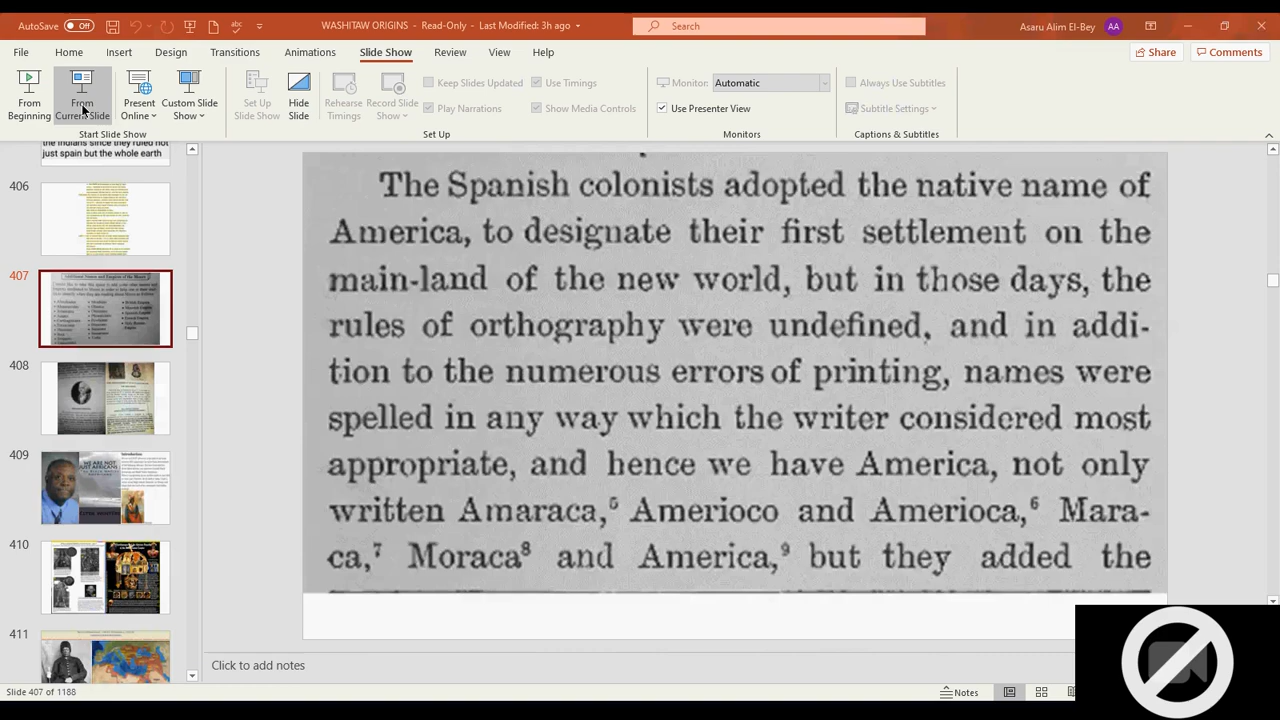 AutoSave Off
WASHITAW ORIGINS - Read-Only - Last Modified: 3h ago
Search
Asaru Alim El-Bey AA
File Home Insert Design Transitions Animations Slide Show Review View Help
Share Comments
From Beginning
From Current Slide
Present Online
Custom Slide Show
Set Up Slide Show
Hide Slide
Rehearse Timings
Record Slide Show
Keep Slides Updated
Play Narrations
Use Timings
Show Media Controls
Monitor: Automatic
Use Presenter View
Always Use Subtitles
Subtitle Settings
Start Slide Show
Set Up
Monitors
Captions & Subtitles
the Indians since they ruled not
just spain but the whole earth
406
407
408
409
410
411
The Spanish colonists adopted the native name of
America, to designate their first settlement on the
main-land of the new world, but in those days, the
rules of orthography were undefined, and in addi-
tion to the numerous errors of printing, names were
spelled in any way which the writer considered most
appropriate, and hence we have America, not only
written Amaraca,⁵ Amerioco and Amerioca,⁶ Mara-
ca,⁷ Moraca⁸ and America,⁹ but they added the
Click to add notes
Slide 407 of 1188
Notes